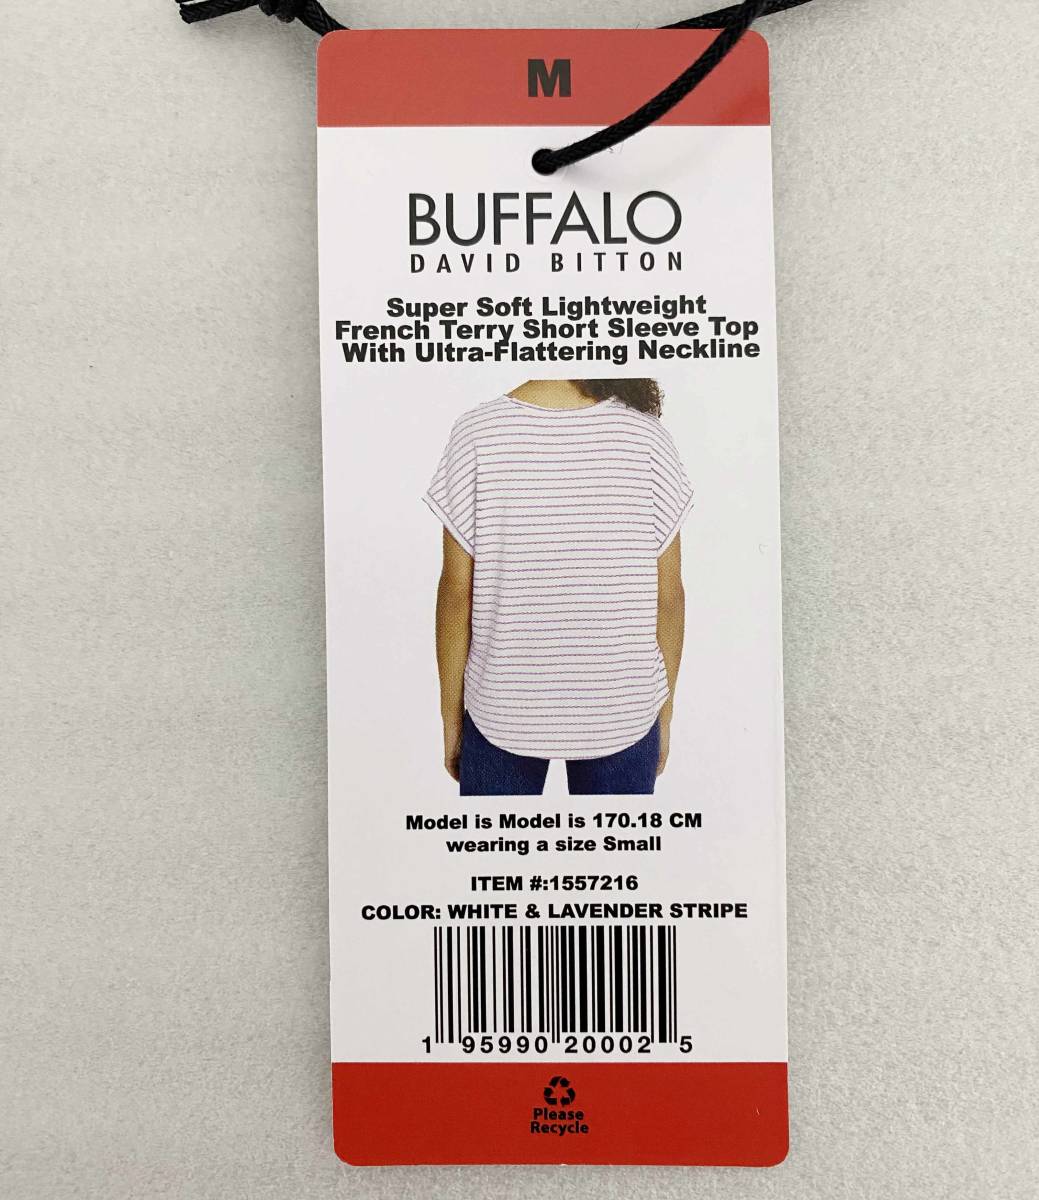 M
BUFFALO
DAVID BITTON
Super Soft Lightweight
French Terry Short Sleeve Top
With Ultra-Flattering Neckline
Model is Model is 170.18 CM
wearing a size Small
ITEM #:1557216
COLOR: WHITE & LAVENDER STRIPE
1 95990 20002 5
Please
Recycle